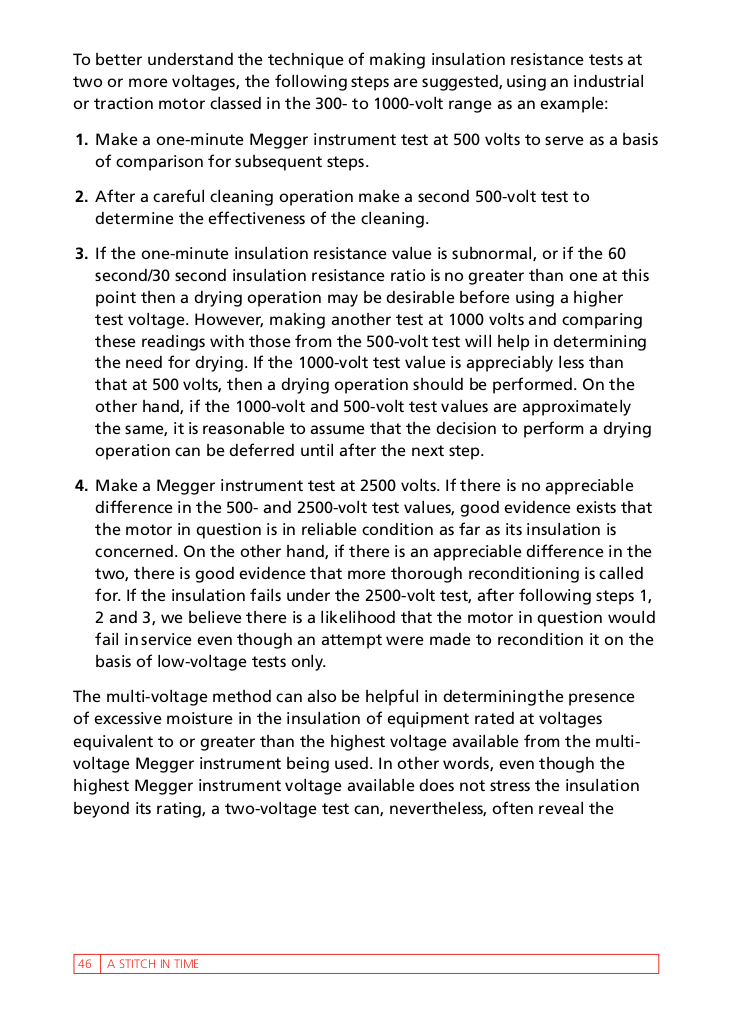 To better understand the technique of making insulation resistance tests at
two or more voltages, the following steps are suggested, using an industrial
or traction motor classed in the 300- to 1000-volt range as an example:
1. Make a one-minute Megger instrument test at 500 volts to serve as a basis
of comparison for subsequent steps.
2. After a careful cleaning operation make a second 500-volt test to
determine the effectiveness of the cleaning.
3. If the one-minute insulation resistance value is subnormal, or if the 60
second/30 second insulation resistance ratio is no greater than one at this
point then a drying operation may be desirable before using a higher
test voltage. However, making another test at 1000 volts and comparing
these readings with those from the 500-volt test will help in determining
the need for drying. If the 1000-volt test value is appreciably less than
that at 500 volts, then a drying operation should be performed. On the
other hand, if the 1000-volt and 500-volt test values are approximately
the same, it is reasonable to assume that the decision to perform a drying
operation can be deferred until after the next step.
4. Make a Megger instrument test at 2500 volts. If there is no appreciable
difference in the 500- and 2500-volt test values, good evidence exists that
the motor in question is in reliable condition as far as its insulation is
concerned. On the other hand, if there is an appreciable difference in the
two, there is good evidence that more thorough reconditioning is called
for. If the insulation fails under the 2500-volt test, after following steps 1,
2 and 3, we believe there is a likelihood that the motor in question would
fail in service even though an attempt were made to recondition it on the
basis of low-voltage tests only.
The multi-voltage method can also be helpful in determining the presence
of excessive moisture in the insulation of equipment rated at voltages
equivalent to or greater than the highest voltage available from the multi-
voltage Megger instrument being used. In other words, even though the
highest Megger instrument voltage available does not stress the insulation
beyond its rating, a two-voltage test can, nevertheless, often reveal the
46 A STITCH IN TIME